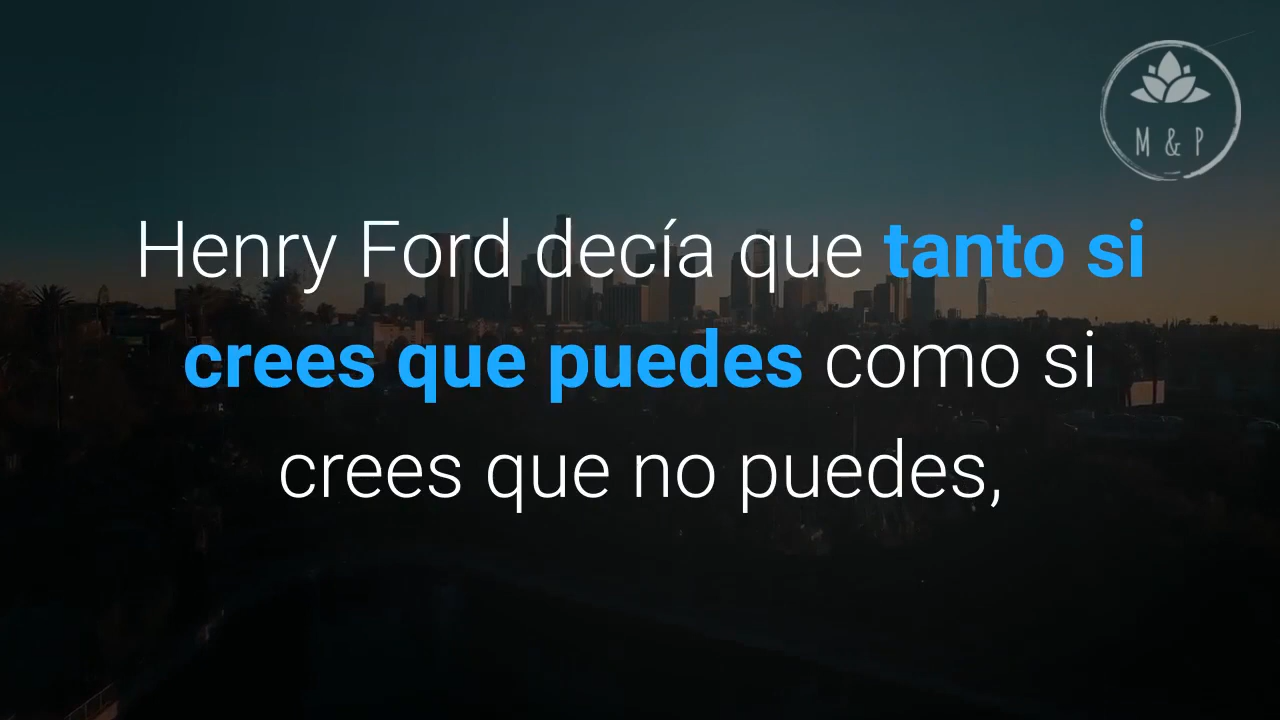 M & P
Henry Ford decía que tanto si
crees que puedes como si
crees que no puedes,